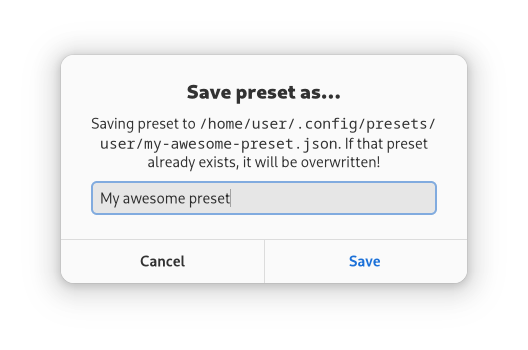 Save preset as...
Saving preset to /home/user/.config/presets/
user/my-awesome-preset.json. If that preset
already exists, it will be overwritten!
My awesome preset
Cancel
Save